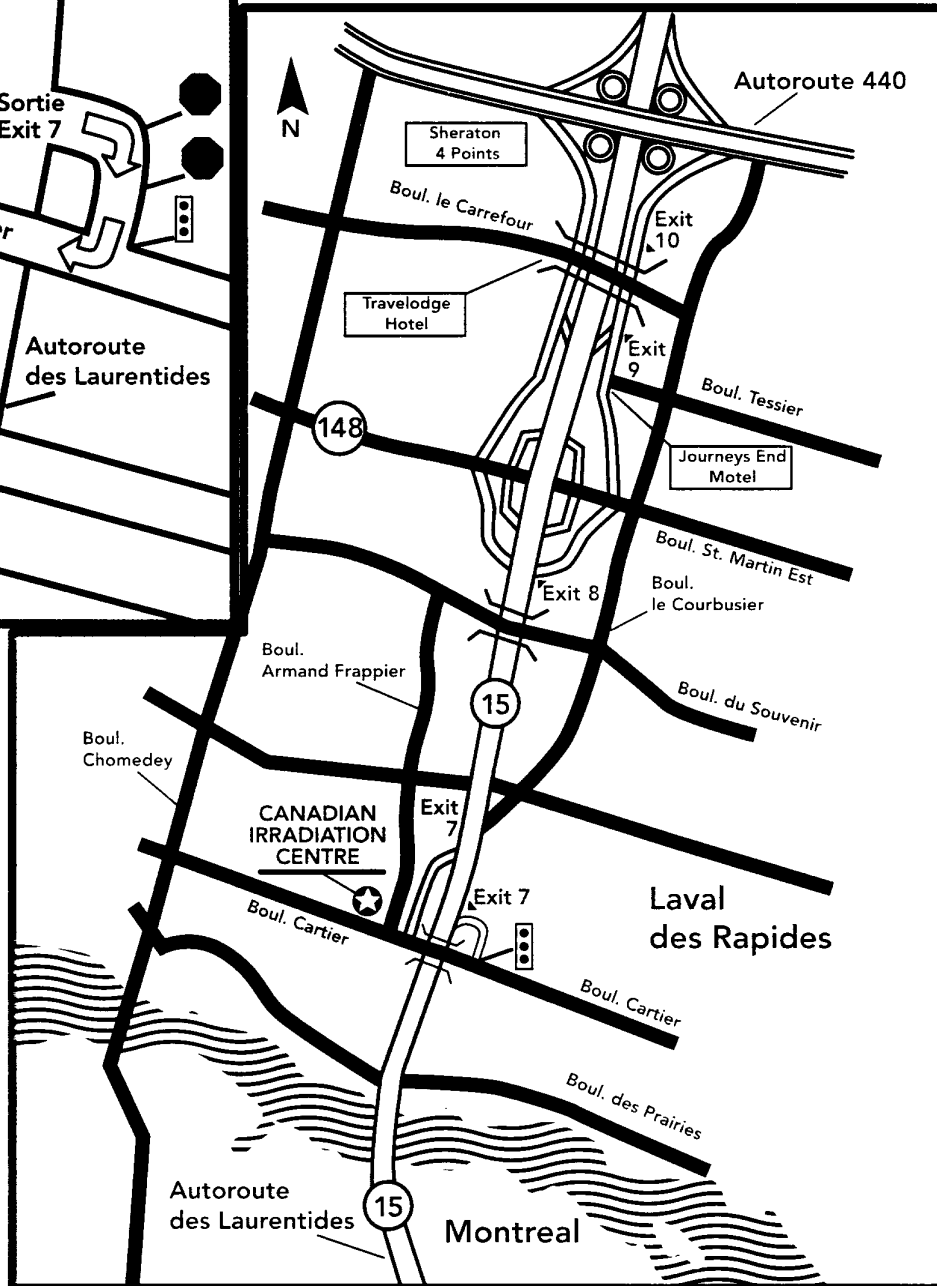 Sortie
Exit 7
Autoroute
des Laurentides
N
Autoroute 440
Sheraton
4 Points
Boul. le Carrefour
Exit
10
Travelodge
Hotel
Exit
9
Boul. Tessier
148
Journeys End
Motel
Boul. St. Martin Est
Exit 8
Boul.
le Courbusier
Boul.
Armand Frappier
15
Boul. du Souvenir
Boul.
Chomedey
Exit
7
CANADIAN
IRRADIATION
CENTRE
Exit 7
Laval
des Rapides
Boul. Cartier
Boul. Cartier
Boul. des Prairies
Autoroute
des Laurentides
15
Montreal